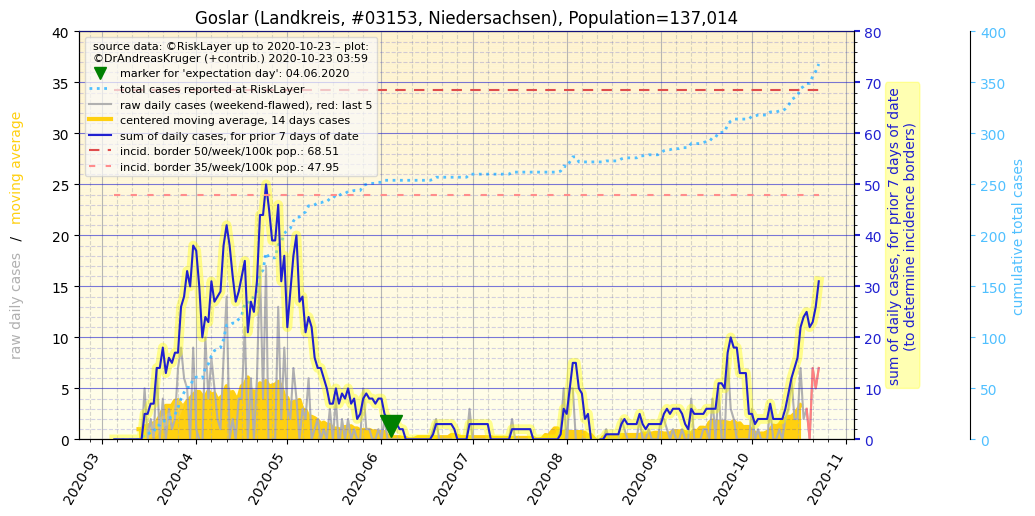 Goslar (Landkreis, #03153, Niedersachsen), Population=137,014
source data: ©RiskLayer up to 2020-10-23 – plot:
©DrAndreasKruger (+contrib.) 2020-10-23 03:59
marker for 'expectation day': 04.06.2020
total cases reported at RiskLayer
raw daily cases (weekend-flawed), red: last 5
centered moving average, 14 days cases
sum of daily cases, for prior 7 days of date
incid. border 50/week/100k pop.: 68.51
incid. border 35/week/100k pop.: 47.95
raw daily cases / moving average
40
35
30
25
20
15
10
5
0
2020-03
2020-04
2020-05
2020-06
2020-07
2020-08
2020-09
2020-10
2020-11
80
70
60
50
40
30
20
10
0
sum of daily cases, for prior 7 days of date
(to determine incidence borders)
400
350
300
250
200
150
100
50
0
cumulative total cases